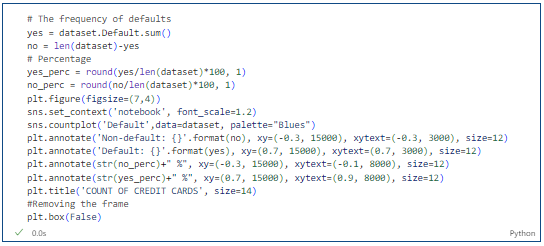 # The frequency of defaults
yes = dataset.Default.sum()
no = len(dataset)-yes
# Percentage
yes_perc = round(yes/len(dataset)*100, 1)
no_perc = round(no/len(dataset)*100, 1)
plt.figure(figsize=(7,4))
sns.set_context('notebook', font_scale=1.2)
sns.countplot('Default',data=dataset, palette="Blues")
plt.annotate('Non-default: {}'.format(no), xy=(-0.3, 15000), xytext=(-0.3, 3000), size=12)
plt.annotate('Default: {}'.format(yes), xy=(0.7, 15000), xytext=(0.7, 3000), size=12)
plt.annotate(str(no_perc)+" %", xy=(-0.3, 15000), xytext=(-0.1, 8000), size=12)
plt.annotate(str(yes_perc)+" %", xy=(0.7, 15000), xytext=(0.9, 8000), size=12)
plt.title('COUNT OF CREDIT CARDS', size=14)
#Removing the frame
plt.box(False)
0.0s
Python